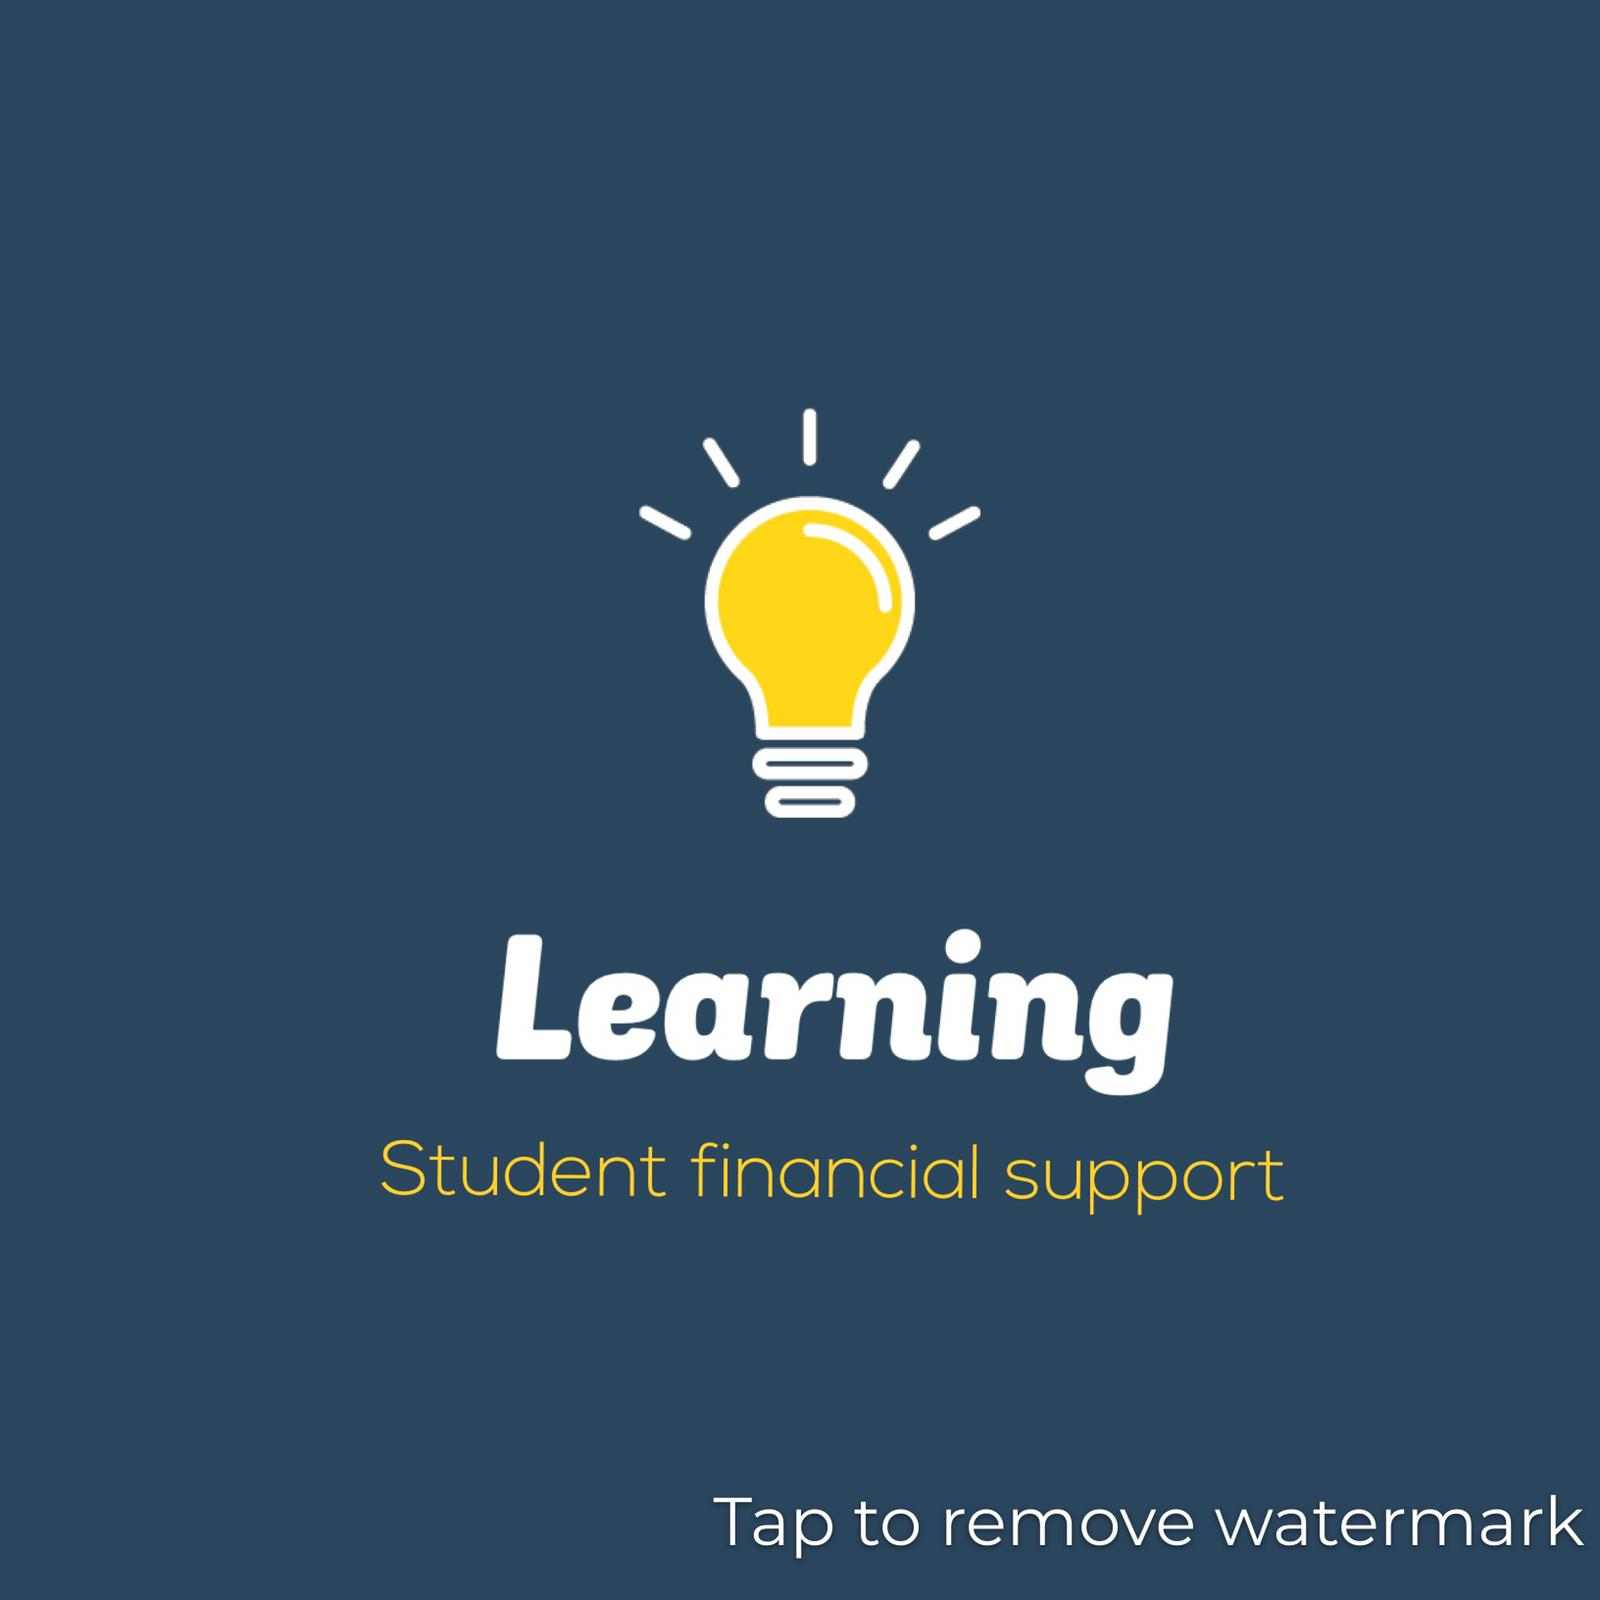 Learning
Student financial support
Tap to remove watermark